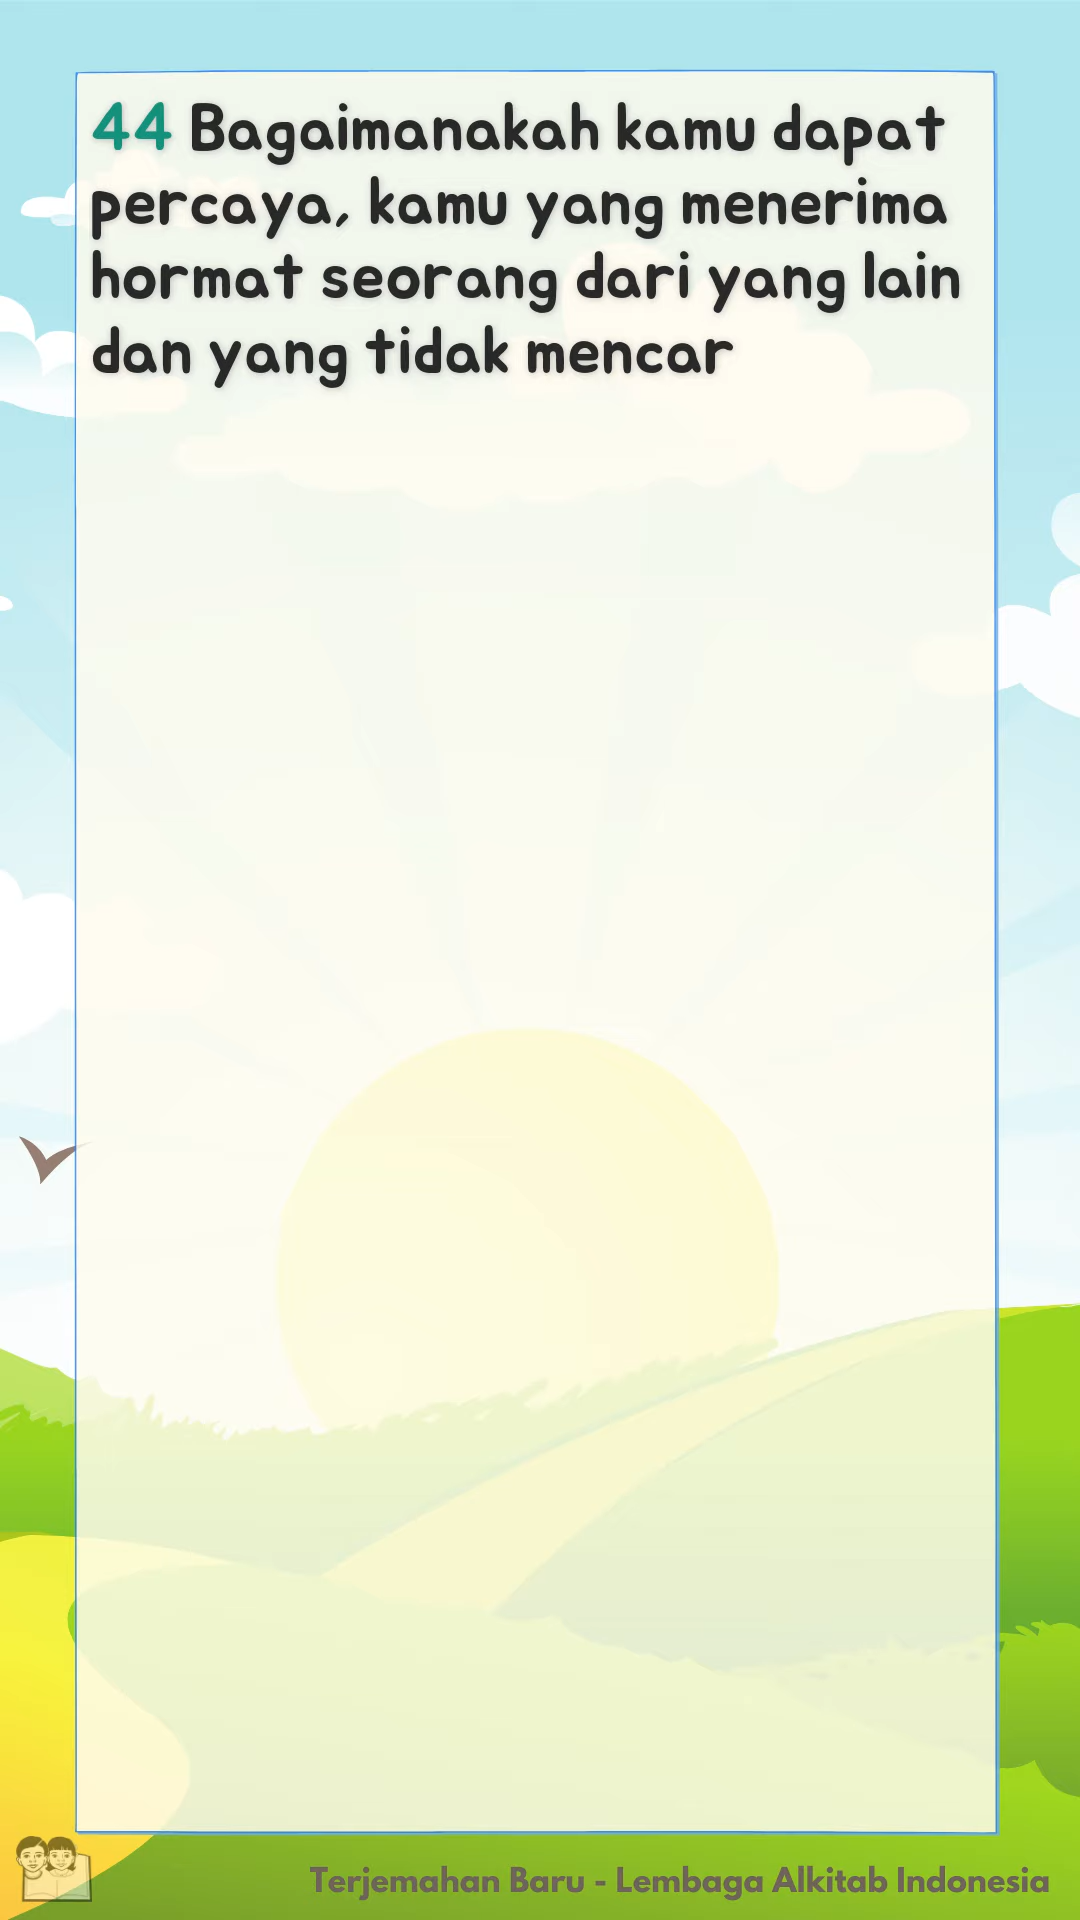 44 Bagaimanakah kamu dapat
percaya, kamu yang menerima
hormat seorang dari yang lain
dan yang tidak mencar
Terjemahan Baru - Lembaga Alkitab Indonesia